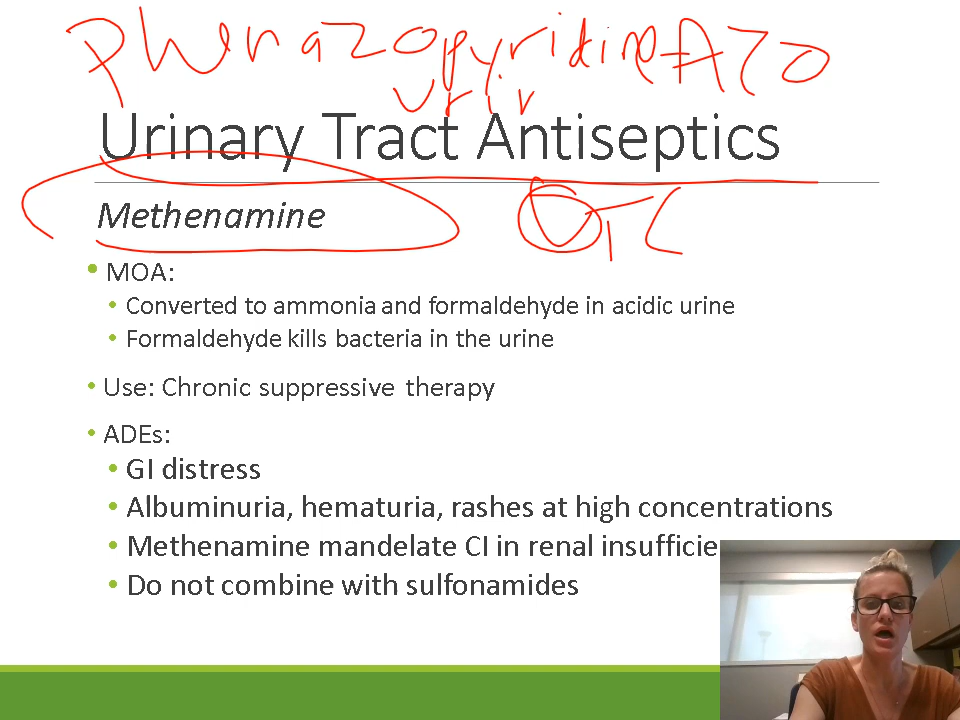 phenazopyridine AZO
Urir
Urinary Tract Antiseptics
Methenamine
OTC
• MOA:
• Converted to ammonia and formaldehyde in acidic urine
• Formaldehyde kills bacteria in the urine
• Use: Chronic suppressive therapy
• ADEs:
• GI distress
• Albuminuria, hematuria, rashes at high concentrations
• Methenamine mandelate CI in renal insufficie
• Do not combine with sulfonamides